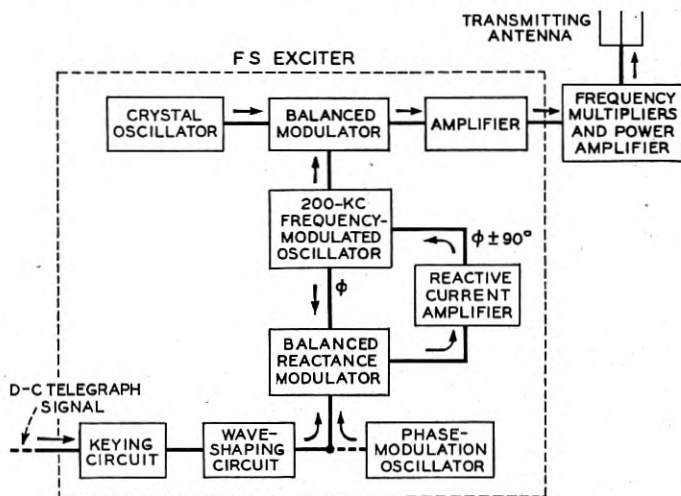 TRANSMITTING
ANTENNA
FS EXCITER
CRYSTAL
OSCILLATOR
BALANCED
MODULATOR
AMPLIFIER
FREQUENCY
MULTIPLIERS
AND POWER
AMPLIFIER
200-KC
FREQUENCY-
MODULATED
OSCILLATOR
ϕ±90°
ϕ
REACTIVE
CURRENT
AMPLIFIER
BALANCED
REACTANCE
MODULATOR
D-C TELEGRAPH
SIGNAL
KEYING
CIRCUIT
WAVE-
SHAPING
CIRCUIT
PHASE-
MODULATION
OSCILLATOR